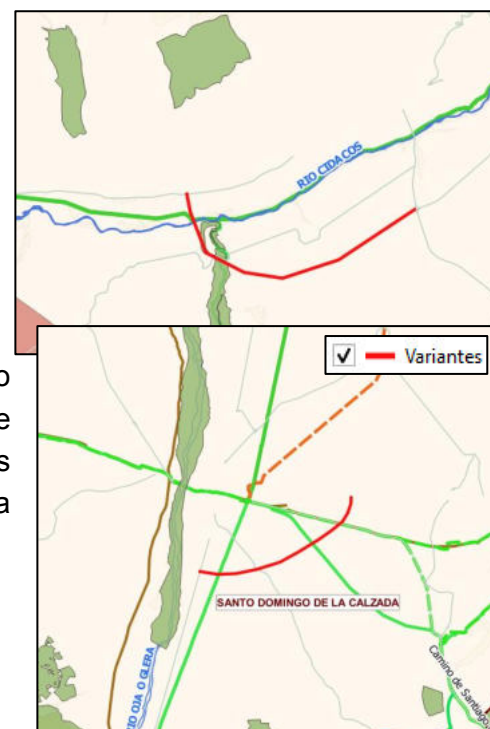 RIO CIDACOS
Variantes
o
e
s
a
SANTO DOMINGO DE LA CALZADA
RIO OJA O GLERA
Camino de Santiago